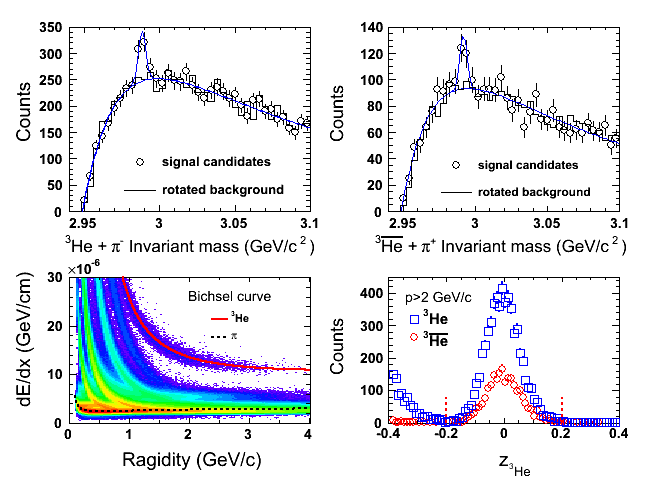 350
300
250
200
150
100
50
0
Counts
signal candidates
rotated background
2.95 3 3.05 3.1
³He + π⁻ Invariant mass (GeV/c²)
140
120
100
80
60
40
20
0
Counts
signal candidates
rotated background
2.95 3 3.05 3.1
³H̅e̅ + π⁺ Invariant mass (GeV/c²)
×10⁻⁶
30
20
10
0
dE/dx (GeV/cm)
Bichsel curve
³He
π
0 1 2 3 4
Ragidity (GeV/c)
400
300
200
100
0
Counts
p>2 GeV/c
³He
³H̅e̅
-0.4 -0.2 0 0.2 0.4
z³He